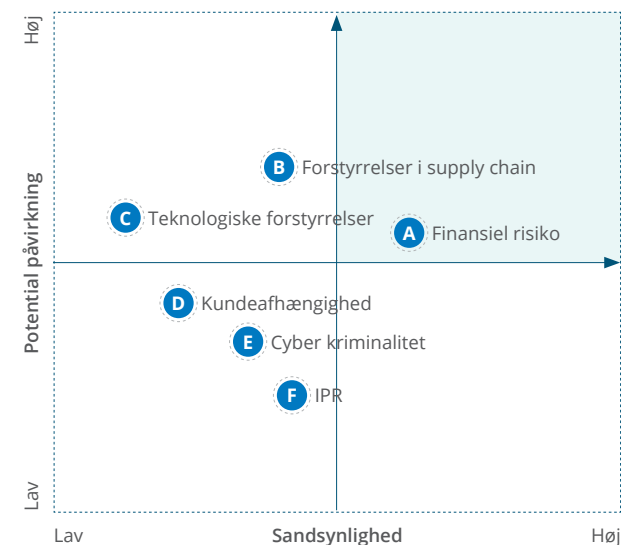 Høj
Potential påvirkning
Lav
B Forstyrrelser i supply chain
C Teknologiske forstyrrelser
A Finansiel risiko
D Kundeafhængighed
E Cyber kriminalitet
F IPR
Lav
Sandsynlighed
Høj